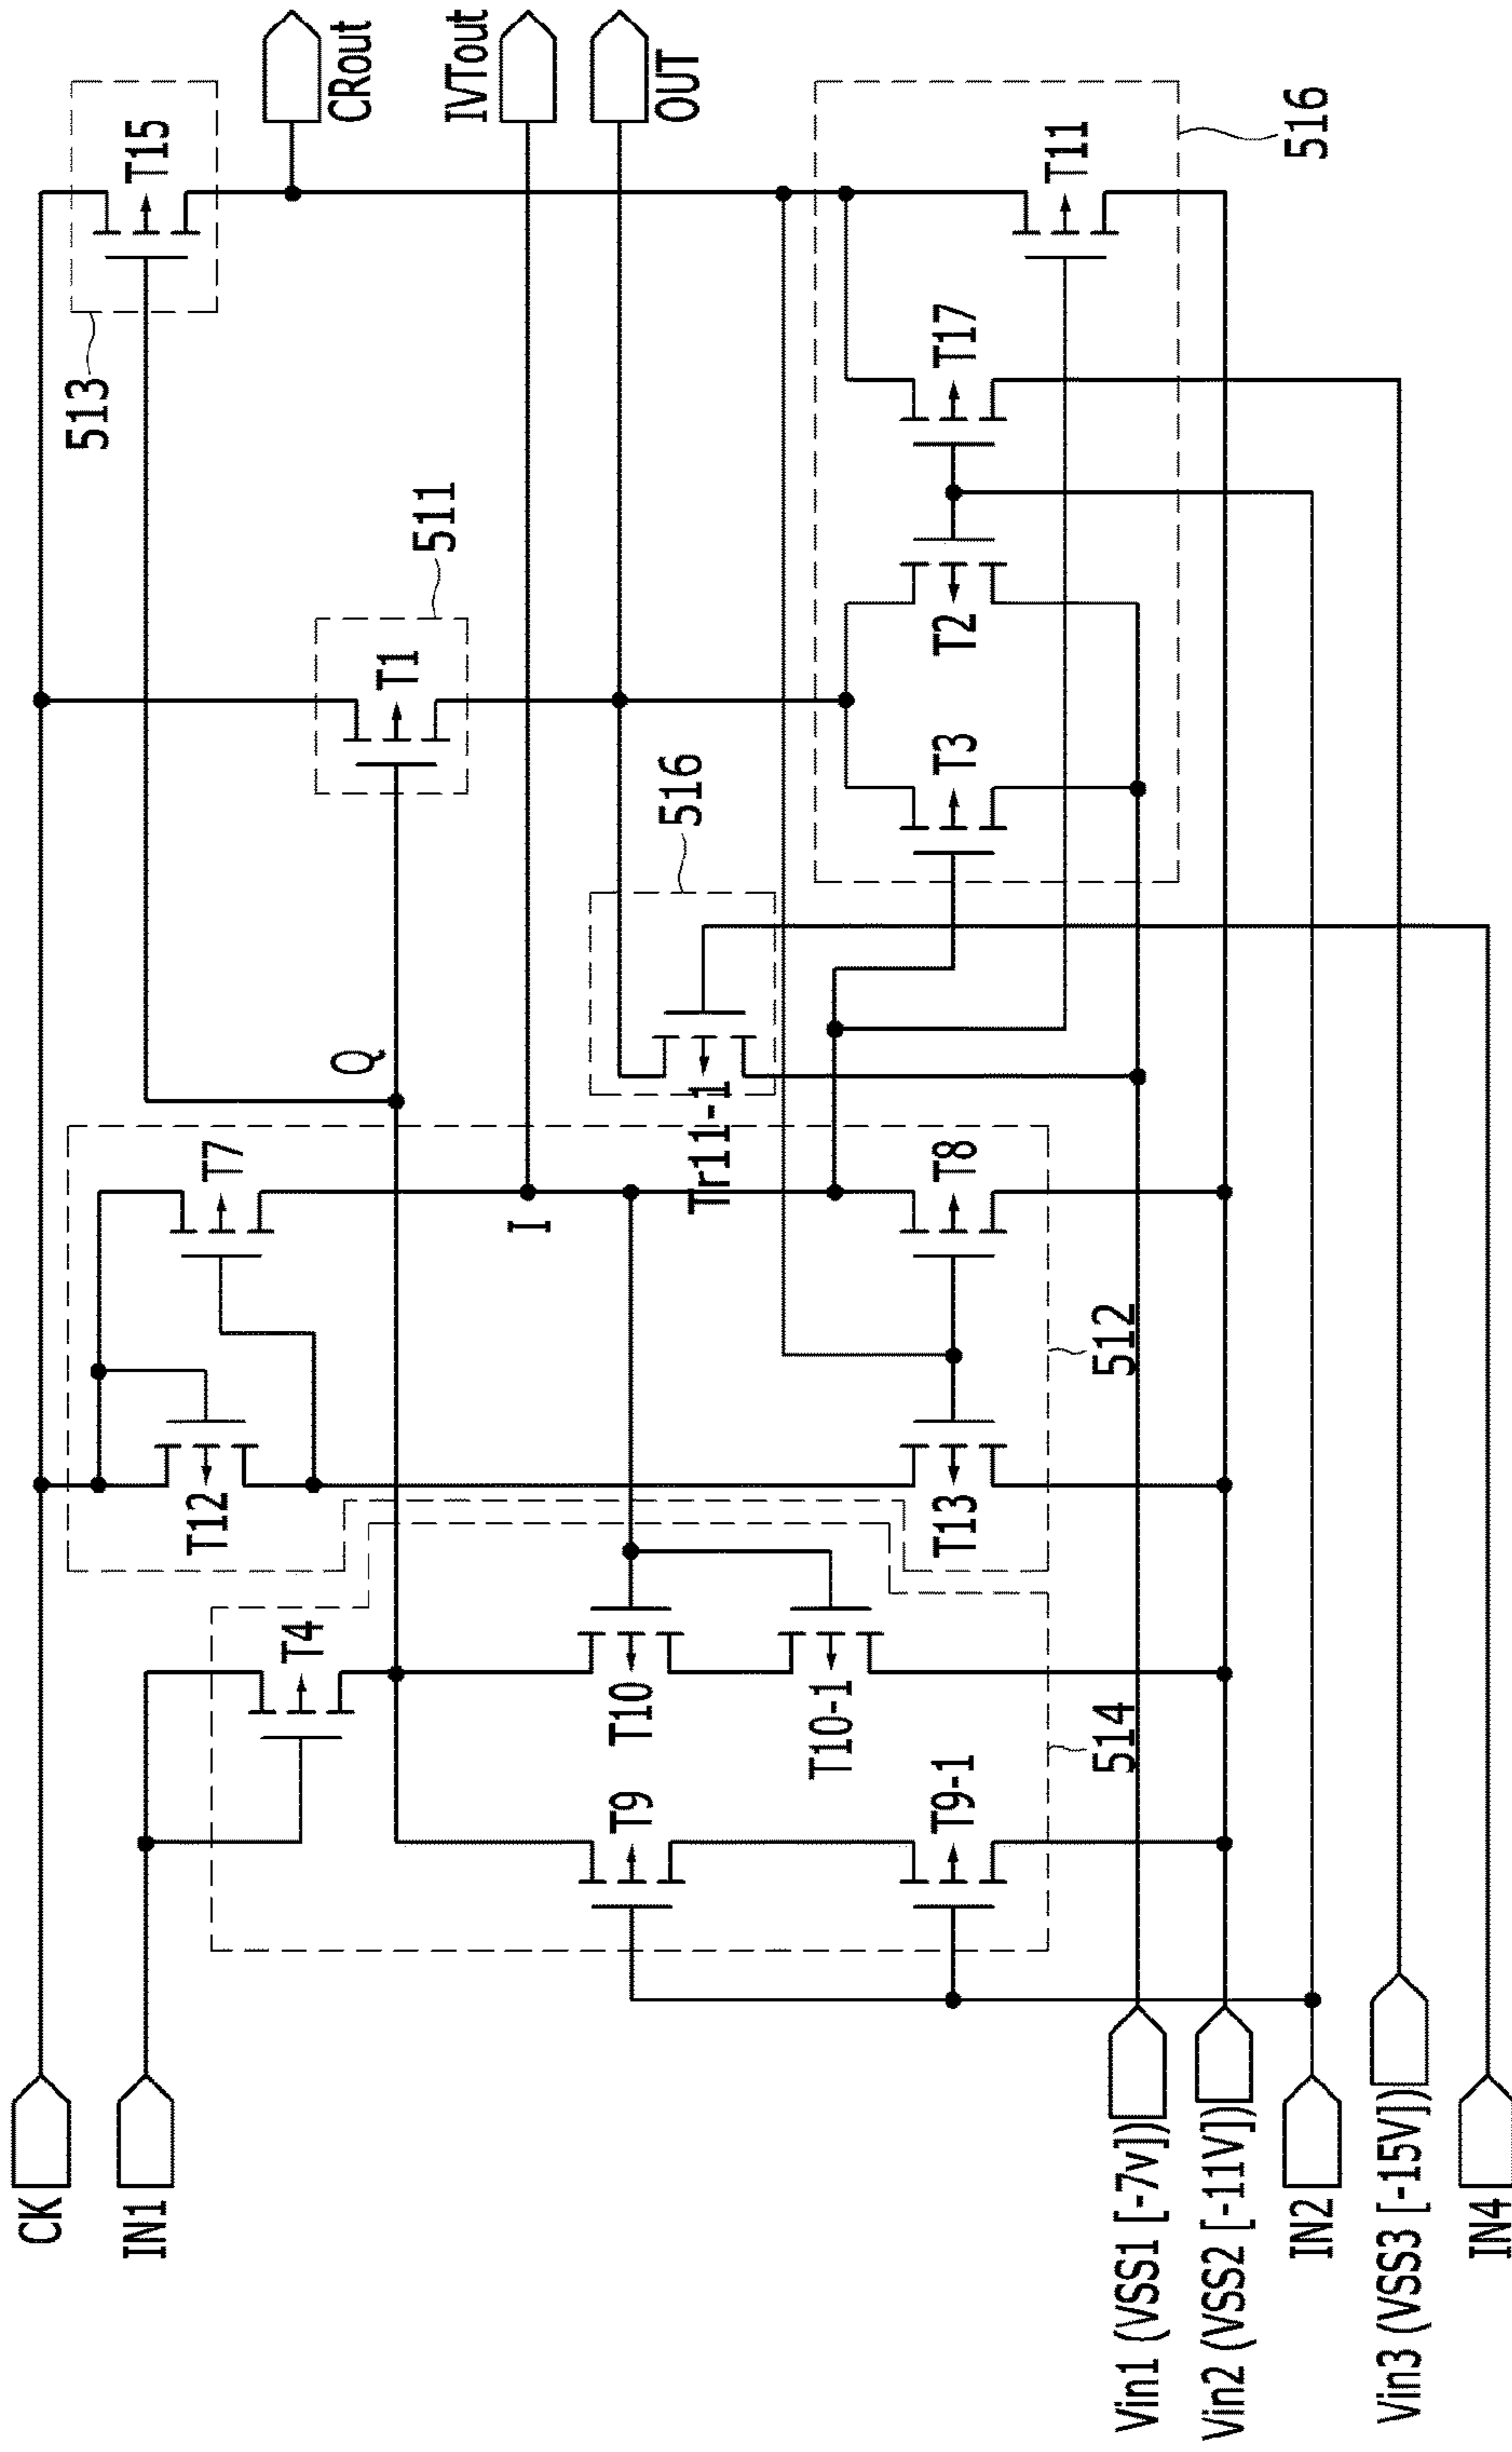 CK
IN1
Vin1 (VSS1 [-7v])
Vin2 (VSS2 [-11V])
IN2
Vin3 (VSS3 [-15V])
IN4
T4
T9
T9-1
T10
T10-1
514
T12
T7
T13
T8
512
I
Q
Tr11-1
516
T1
511
T3
T2
T17
T11
516
T15
513
CRout
IVTout
OUT